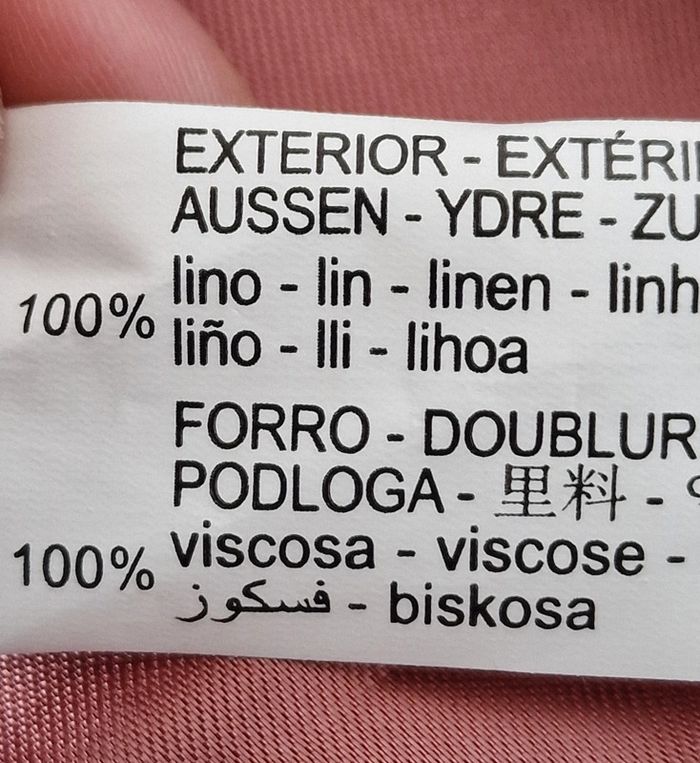 EXTERIOR - EXTÉRI
AUSSEN - YDRE - ZU
100% lino - lin - linen - linh
liño - lli - lihoa
FORRO - DOUBLUR
PODLOGA - 里料 -
100% viscosa - viscose -
فسكوز - biskosa